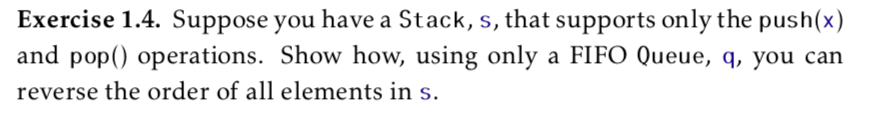 Exercise 1.4. Suppose you have a Stack, s, that supports only the push(x)
and pop() operations. Show how, using only a FIFO Queue, q, you can
reverse the order of all elements in s.